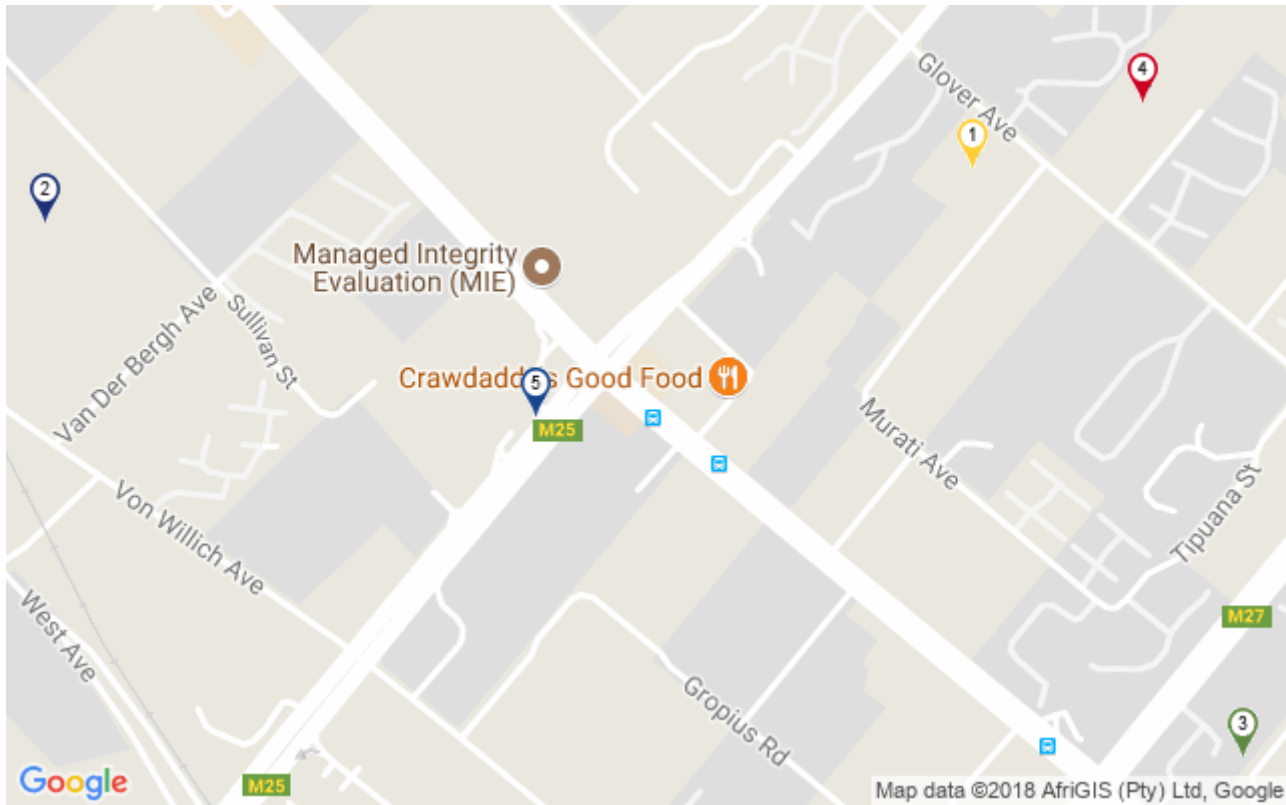 4
Glover Ave
1
2
Managed Integrity
Evaluation (MIE)
Sullivan St
Van Der Bergh Ave
Good Food
5
M25
Murati Ave
Tipuana St
Von Willich Ave
M27
West Ave
Gropius Rd
3
Google
M25
Map data ©2018 AfriGIS (Pty) Ltd, Google